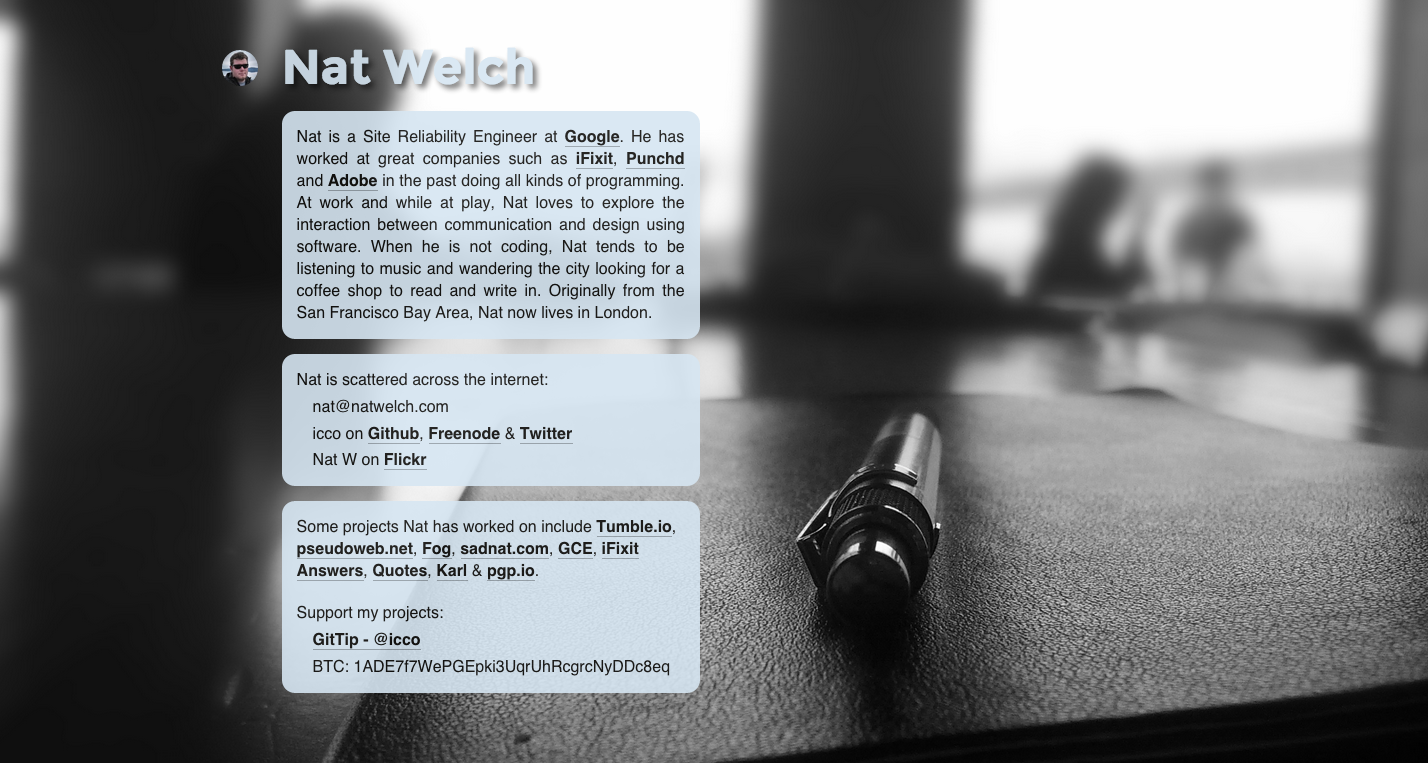 Nat Welch
Nat is a Site Reliability Engineer at Google. He has
worked at great companies such as iFixit, Punchd
and Adobe in the past doing all kinds of programming.
At work and while at play, Nat loves to explore the
interaction between communication and design using
software. When he is not coding, Nat tends to be
listening to music and wandering the city looking for a
coffee shop to read and write in. Originally from the
San Francisco Bay Area, Nat now lives in London.
Nat is scattered across the internet:
nat@natwelch.com
icco on Github, Freenode & Twitter
Nat W on Flickr
Some projects Nat has worked on include Tumble.io,
pseudoweb.net, Fog, sadnat.com, GCE, iFixit
Answers, Quotes, Karl & pgp.io.
Support my projects:
GitTip - @icco
BTC: 1ADE7f7WePGEpki3UqrUhRcgrcNyDDc8eq